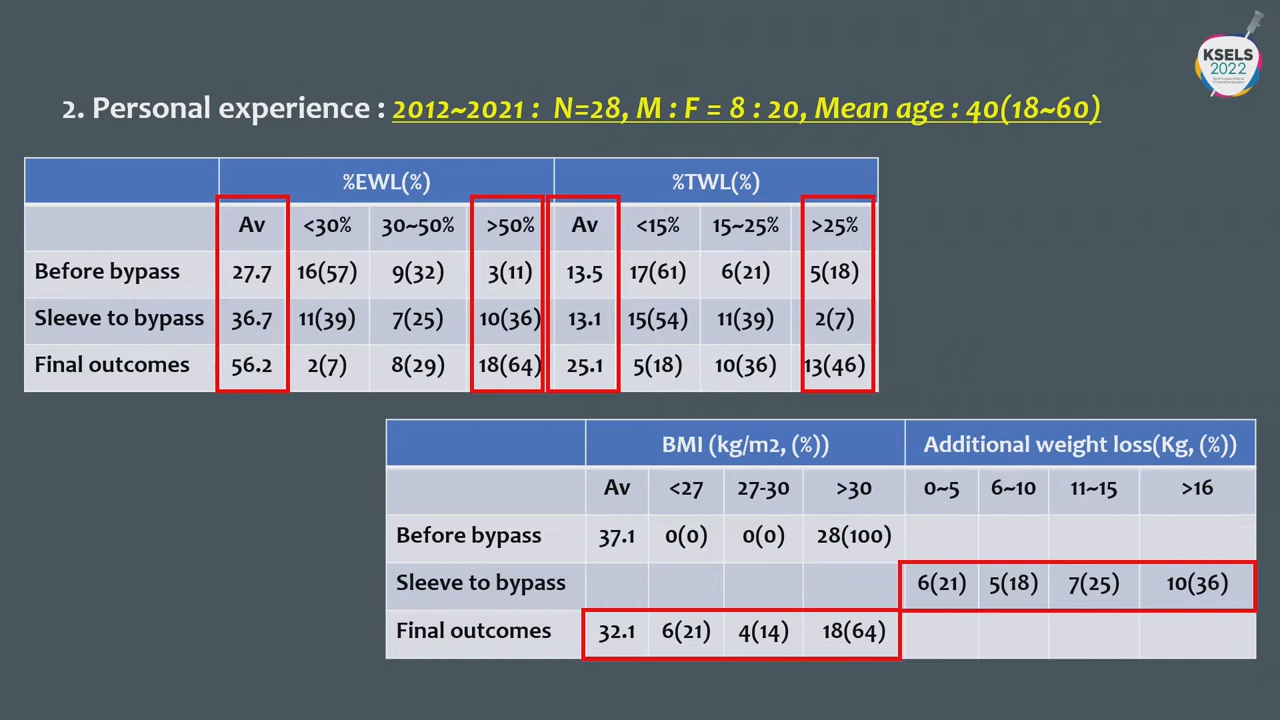 KSELS
2022
2. Personal experience : 2012~2021 : N=28, M : F = 8 : 20, Mean age : 40(18~60)
%EWL(%) %TWL(%)
Av <30% 30~50% >50% Av <15% 15~25% >25%
Before bypass 27.7 16(57) 9(32) 3(11) 13.5 17(61) 6(21) 5(18)
Sleeve to bypass 36.7 11(39) 7(25) 10(36) 13.1 15(54) 11(39) 2(7)
Final outcomes 56.2 2(7) 8(29) 18(64) 25.1 5(18) 10(36) 13(46)
BMI (kg/m2, (%)) Additional weight loss(Kg, (%))
Av <27 27-30 >30 0~5 6~10 11~15 >16
Before bypass 37.1 0(0) 0(0) 28(100)
Sleeve to bypass 6(21) 5(18) 7(25) 10(36)
Final outcomes 32.1 6(21) 4(14) 18(64)